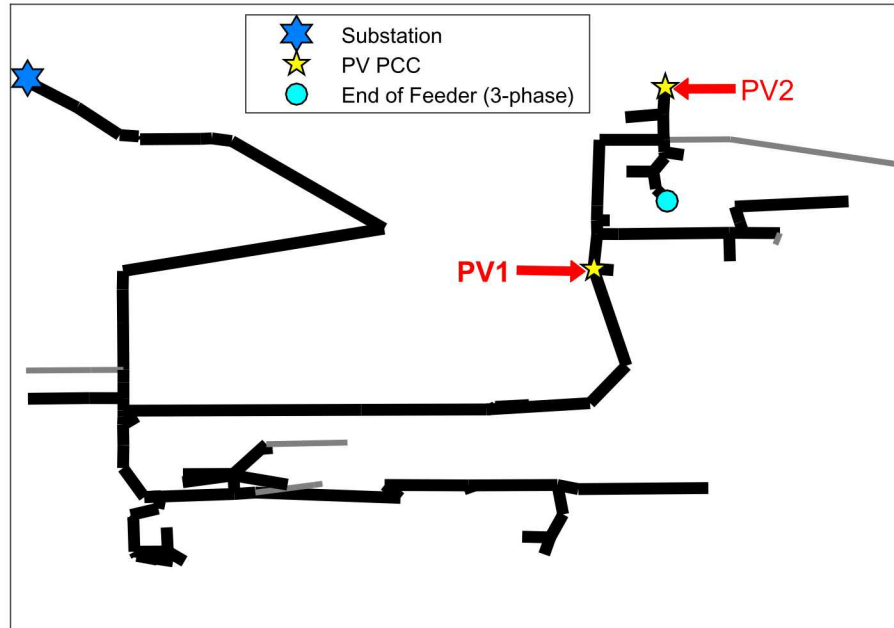 Substation
PV PCC
End of Feeder (3-phase)
PV2
PV1